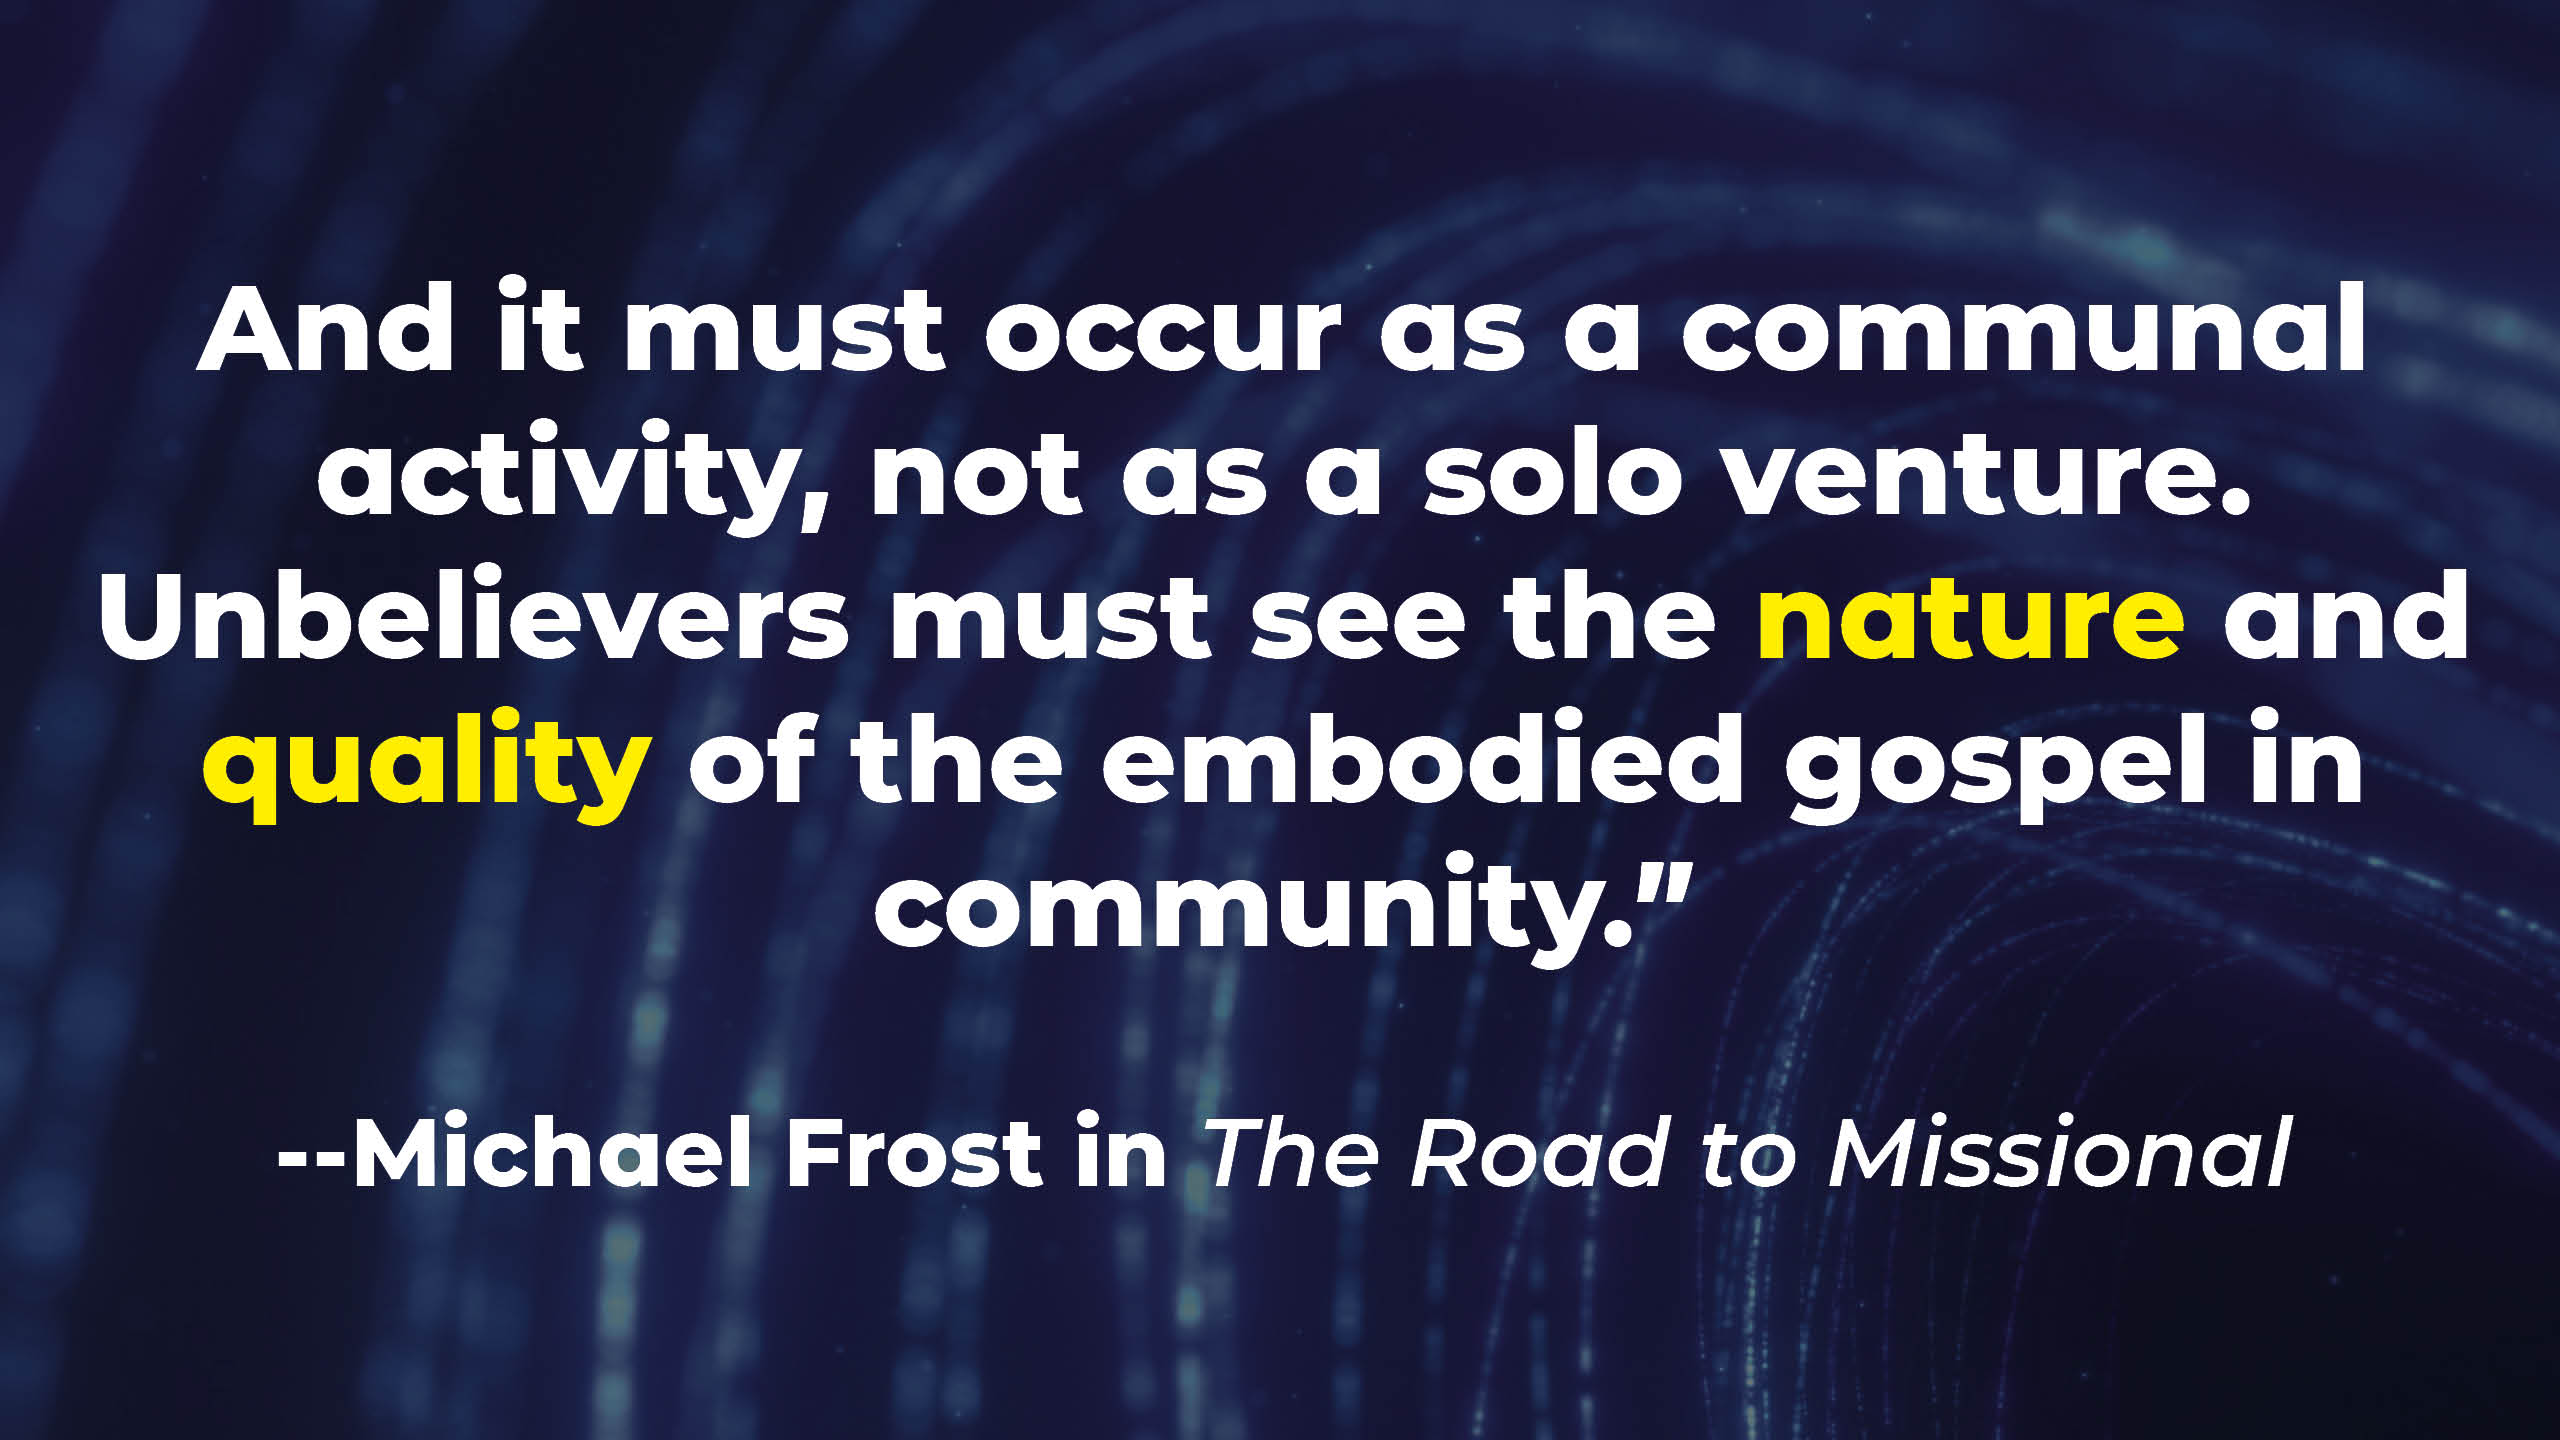 And it must occur as a communal
activity, not as a solo venture.
Unbelievers must see the nature and
quality of the embodied gospel in
community."
--Michael Frost in The Road to Missional